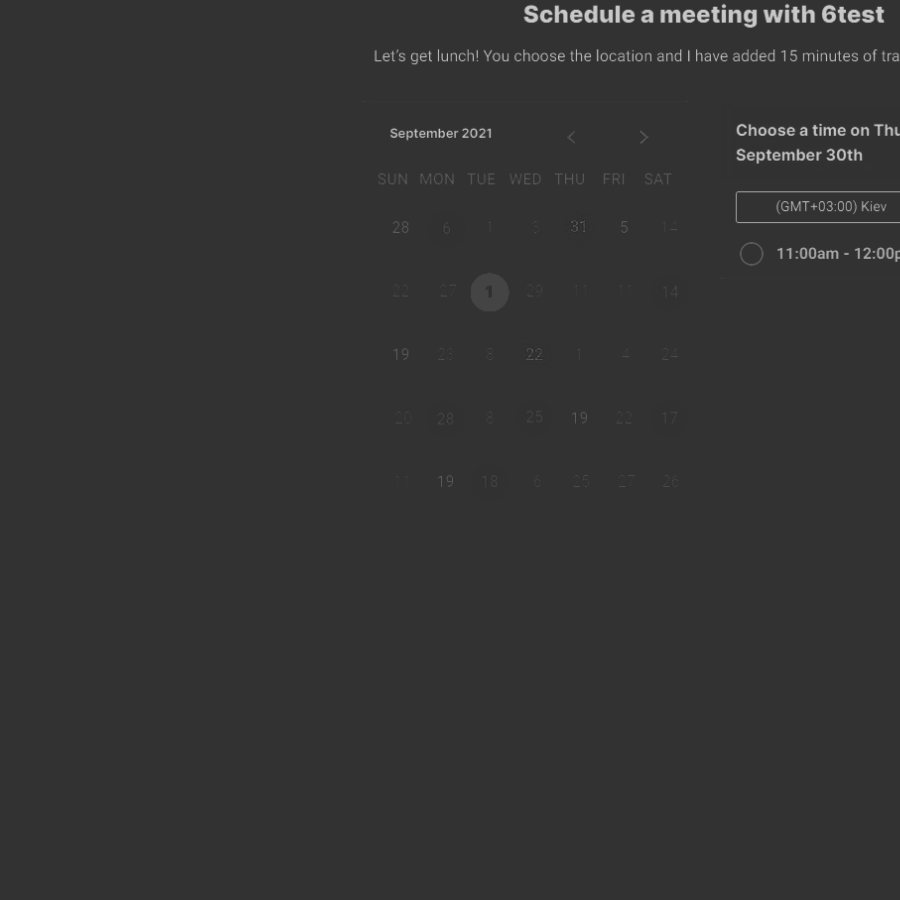 Schedule a meeting with 6test
Let's get lunch! You choose the location and I have added 15 minutes of tra
September 2021
Choose a time on Thu
September 30th
SUN MON TUE WED THU FRI SAT
(GMT+03:00) Kiev
28 6 1 3 31 5 14
11:00am - 12:00p
22 27 1 29 11 11 14
19 23 8 22 1 4 24
20 28 8 25 19 22 17
19 18 6 25 27 26